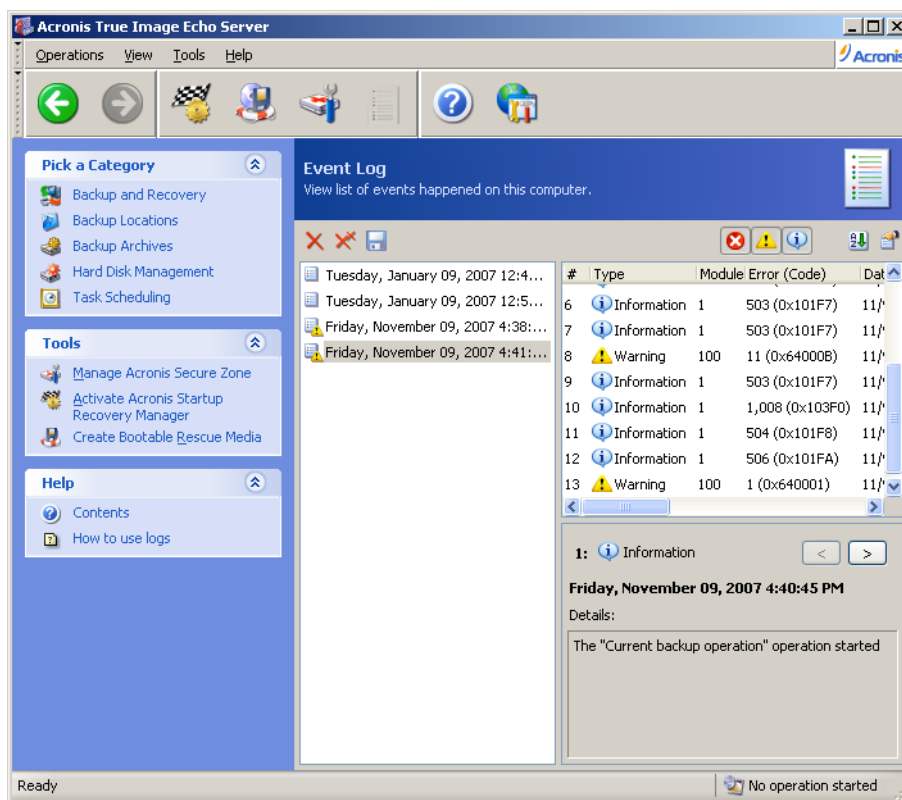 Acronis True Image Echo Server
Operations View Tools Help
Acronis
Pick a Category
Backup and Recovery
Backup Locations
Backup Archives
Hard Disk Management
Task Scheduling
Tools
Manage Acronis Secure Zone
Activate Acronis Startup
Recovery Manager
Create Bootable Rescue Media
Help
Contents
How to use logs
Event Log
View list of events happened on this computer.
Tuesday, January 09, 2007 12:4...
Tuesday, January 09, 2007 12:5...
Friday, November 09, 2007 4:38:...
Friday, November 09, 2007 4:41:...
# Type Module Error (Code) Dat
6 Information 1 503 (0x101F7) 11/
7 Information 1 503 (0x101F7) 11/
8 Warning 100 11 (0x64000B) 11/
9 Information 1 503 (0x101F7) 11/
10 Information 1 1,008 (0x103F0) 11/
11 Information 1 504 (0x101F8) 11/
12 Information 1 506 (0x101FA) 11/
13 Warning 100 1 (0x640001) 11/
1: Information < >
Friday, November 09, 2007 4:40:45 PM
Details:
The "Current backup operation" operation started
Ready
No operation started